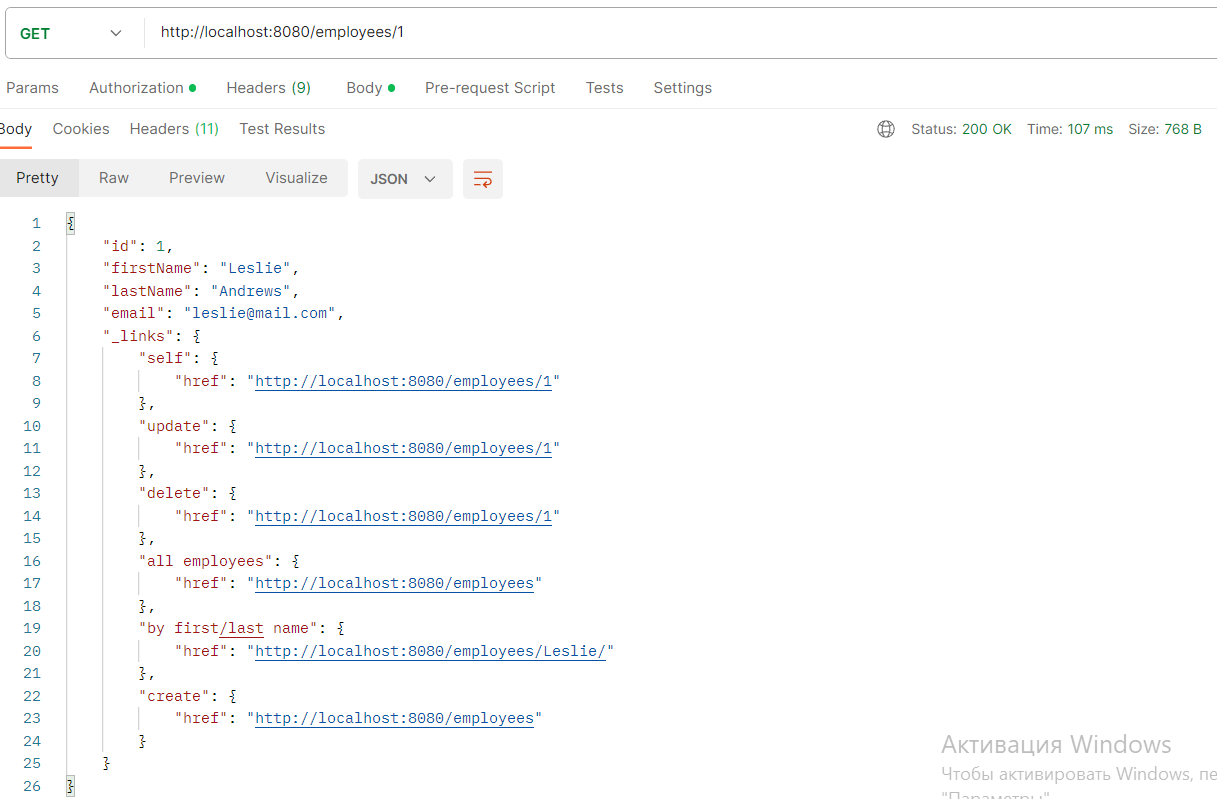 GET http://localhost:8080/employees/1
Params Authorization Headers (9) Body Pre-request Script Tests Settings
Body Cookies Headers (11) Test Results Status: 200 OK Time: 107 ms Size: 768 B
Pretty Raw Preview Visualize JSON
1 {
2 "id": 1,
3 "firstName": "Leslie",
4 "lastName": "Andrews",
5 "email": "leslie@mail.com",
6 "_links": {
7 "self": {
8 "href": "http://localhost:8080/employees/1"
9 },
10 "update": {
11 "href": "http://localhost:8080/employees/1"
12 },
13 "delete": {
14 "href": "http://localhost:8080/employees/1"
15 },
16 "all employees": {
17 "href": "http://localhost:8080/employees"
18 },
19 "by first/last name": {
20 "href": "http://localhost:8080/employees/Leslie/"
21 },
22 "create": {
23 "href": "http://localhost:8080/employees"
24 }
25 }
26 }
Активация Windows
Чтобы активировать Windows, пе
"Параметры"